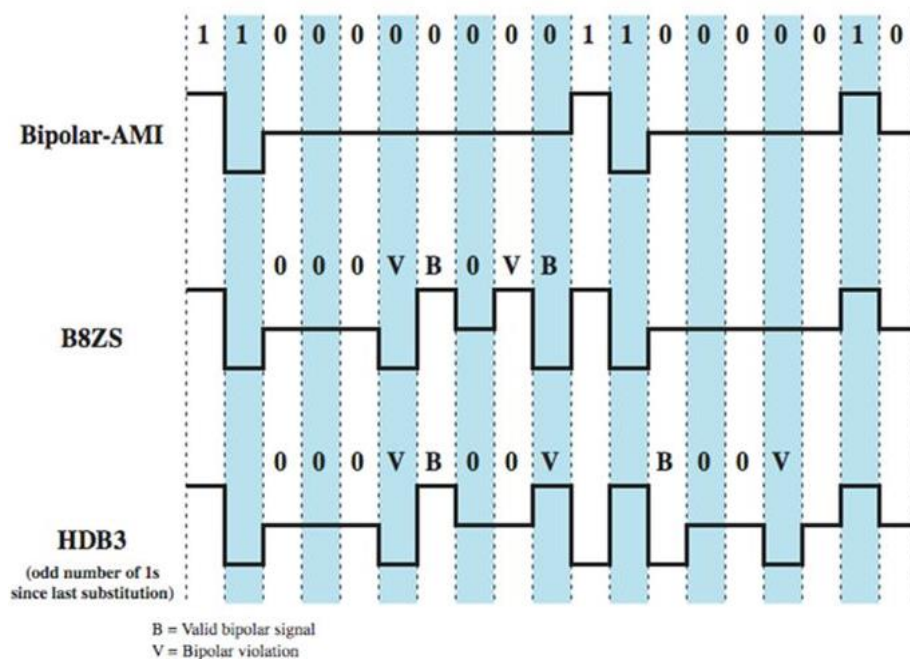 1 1 0 0 0 0 0 0 0 0 1 1 0 0 0 0 0 1 0
Bipolar-AMI
0 0 0 V B 0 V B
B8ZS
0 0 0 V B 0 0 V B 0 0 V
HDB3
(odd number of 1s
since last substitution)
B = Valid bipolar signal
V = Bipolar violation